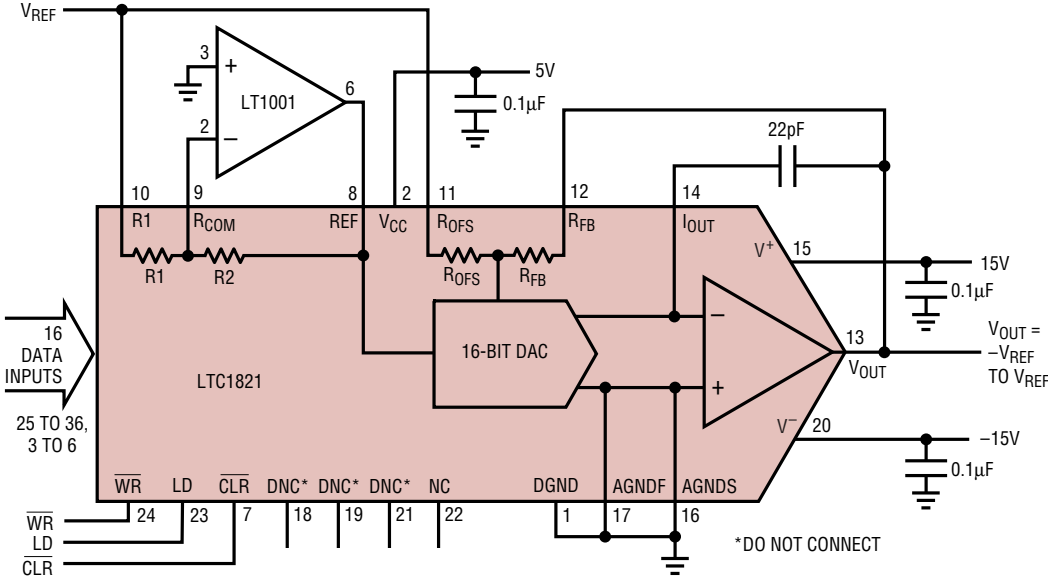 VREF
3
+
LT1001
2
–
6
5V
0.1µF
22pF
10
9
8
2
11
12
14
R1
RCOM
REF
VCC
ROFS
RFB
IOUT
V+
15
15V
0.1µF
R1
R2
ROFS
RFB
16
DATA
INPUTS
25 TO 36,
3 TO 6
LTC1821
16-BIT DAC
–
+
13
VOUT
VOUT =
–VREF
TO VREF
V–
20
–15V
0.1µF
WR
LD
CLR
DNC*
DNC*
DNC*
NC
DGND
AGNDF
AGNDS
WR
24
23
7
18
19
21
22
1
17
16
LD
CLR
*DO NOT CONNECT